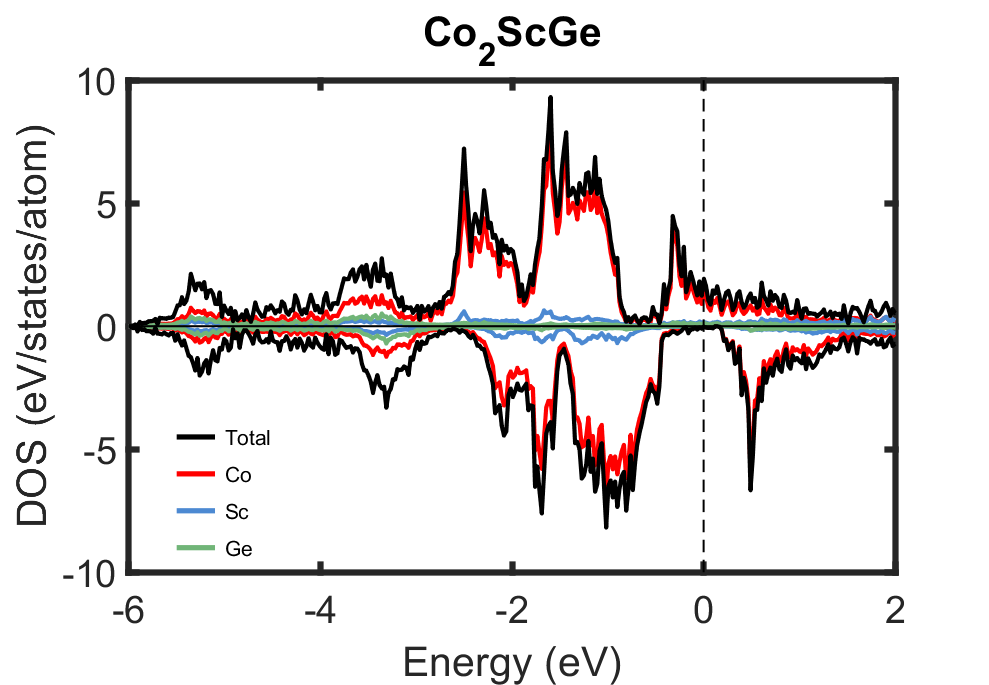 Co₂ScGe
DOS (eV/states/atom)
10
5
0
-5
-10
Total
Co
Sc
Ge
-6 -4 -2 0 2
Energy (eV)